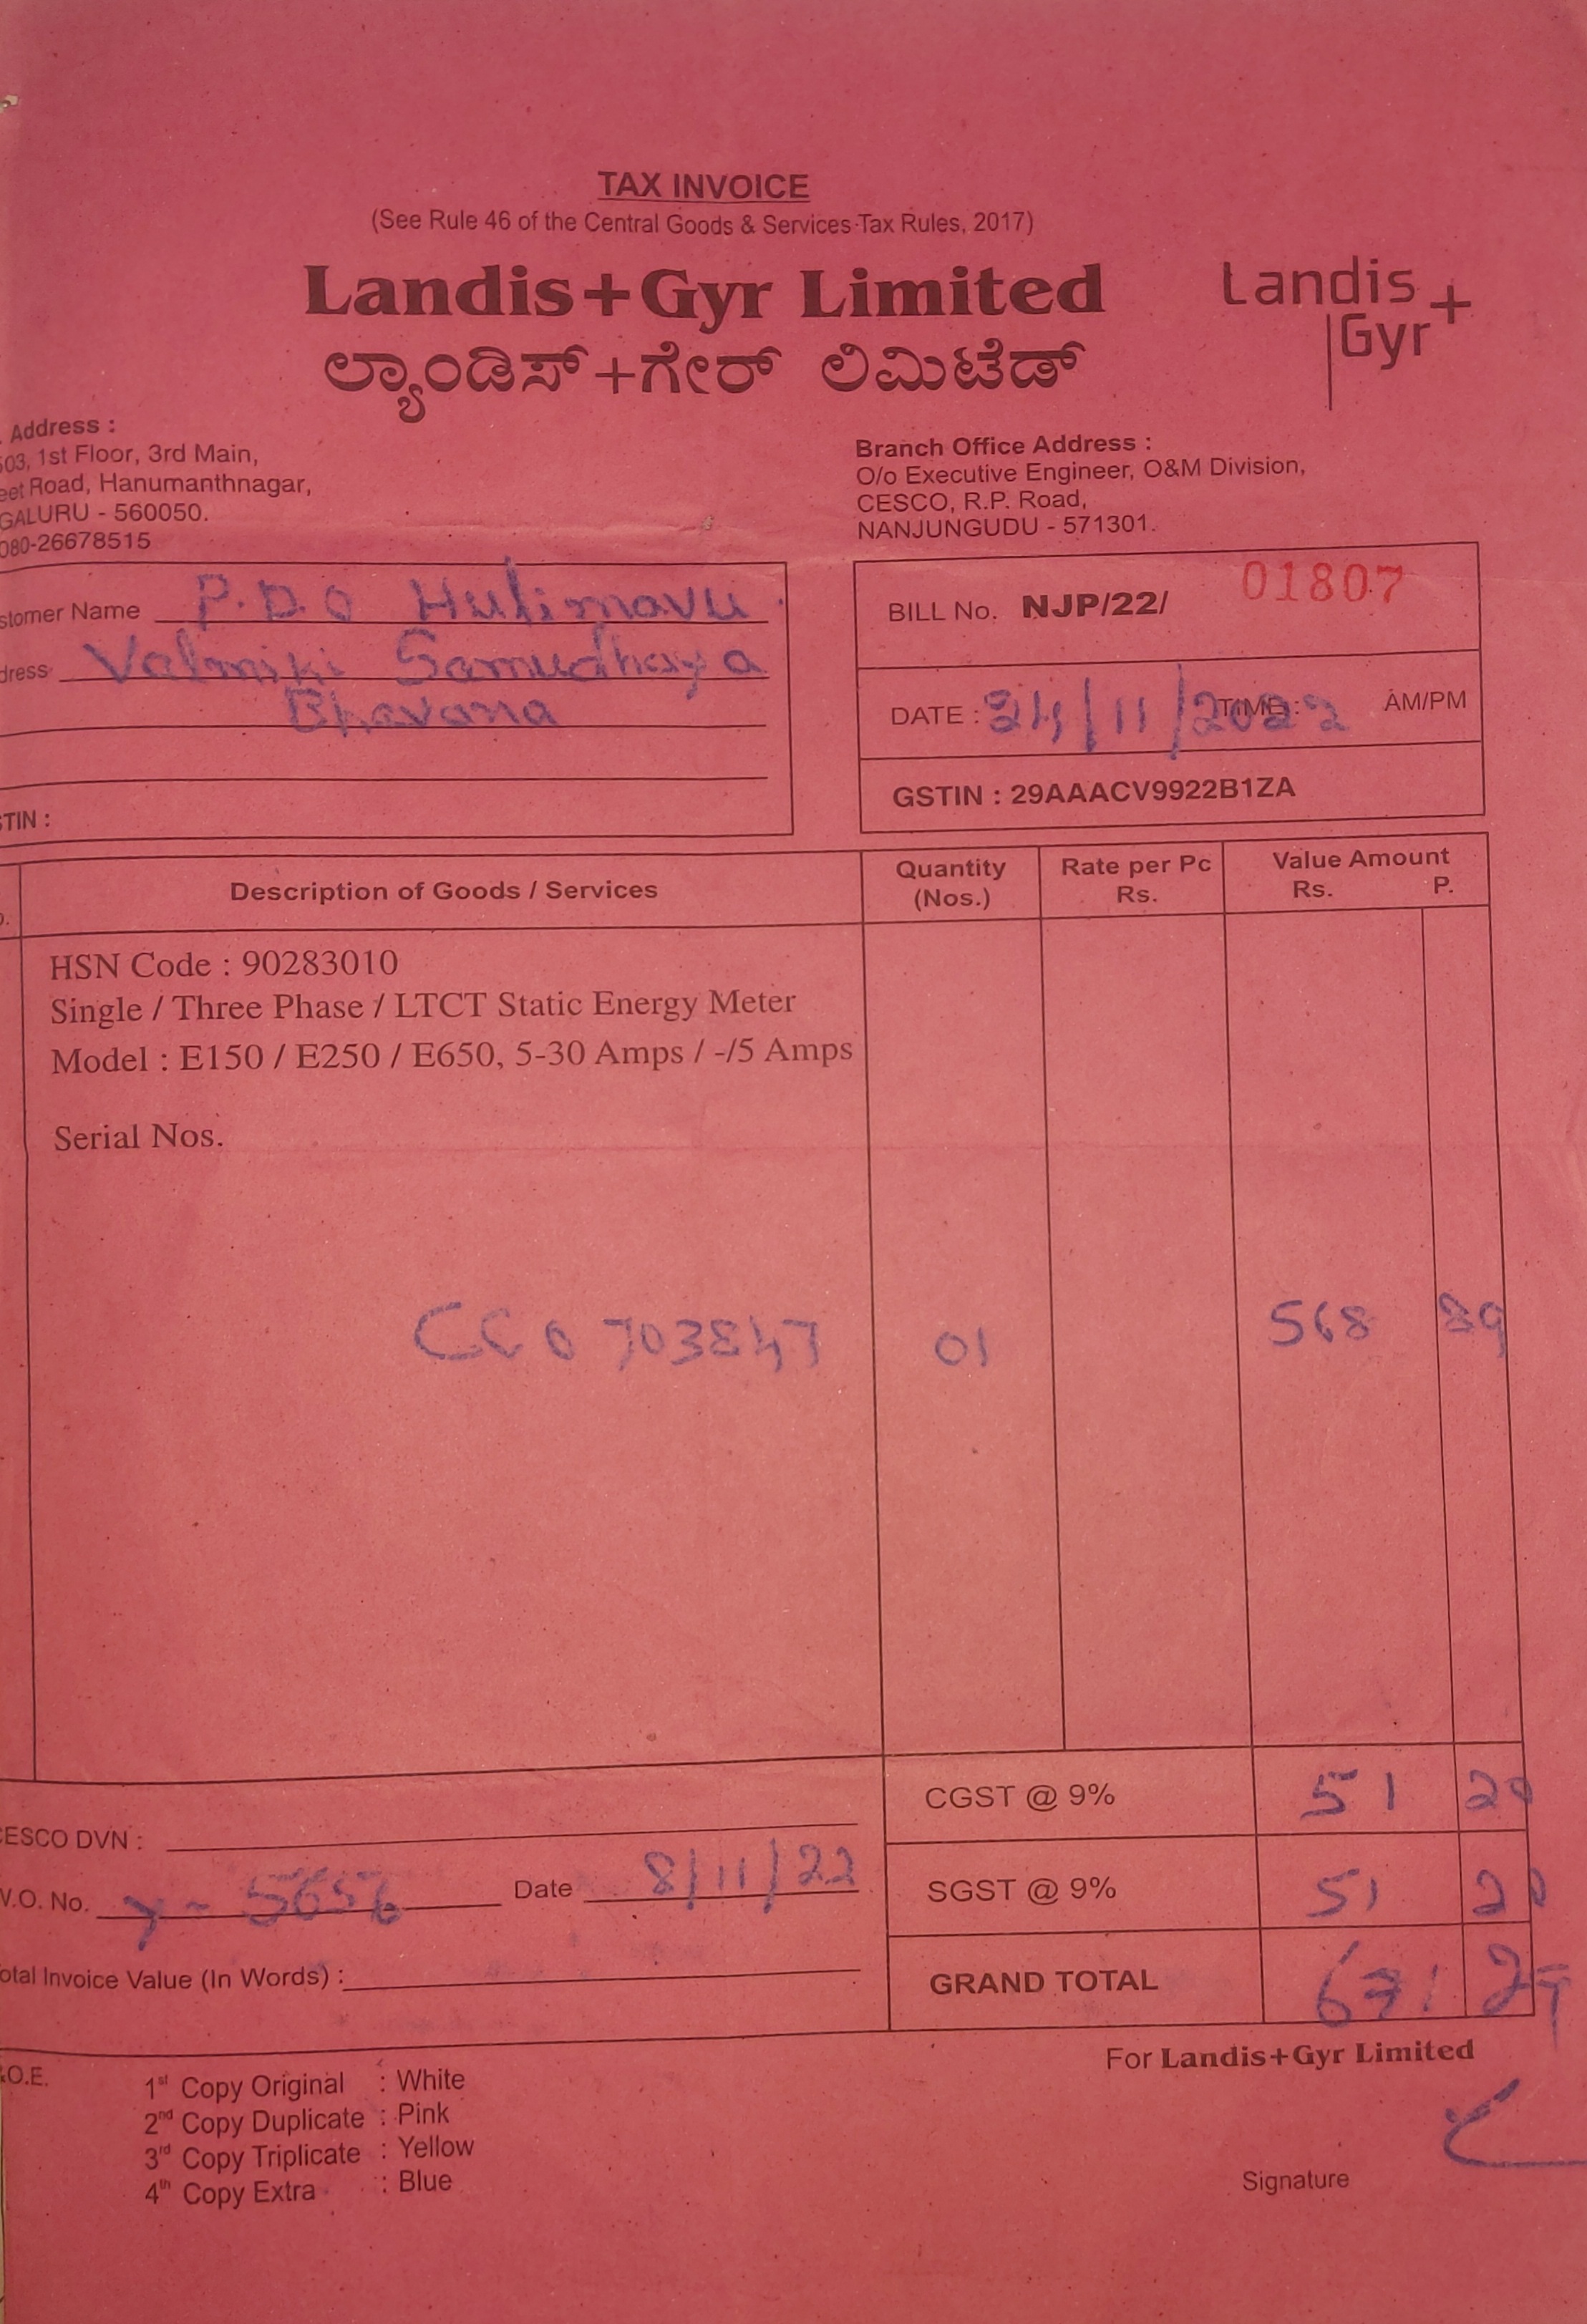 TAX INVOICE
(See Rule 46 of the Central Goods & Services Tax Rules, 2017)
Landis+Gyr Limited
ಲ್ಯಾಂಡಿಸ್+ಗೇರ್ ಲಿಮಿಟೆಡ್
Landis+
Gyr
Address :
503, 1st Floor, 3rd Main,
eet Road, Hanumanthnagar,
GALURU - 560050.
080-26678515
Branch Office Address :
O/o Executive Engineer, O&M Division,
CESCO, R.P. Road,
NANJUNGUDU - 571301.
stomer Name P.D.O Hulimavu
dress Valmiki Samudhaya
Bhavana
STIN :
BILL No. NJP/22/ 01807
DATE : 24/11/2022 TIME : AM/PM
GSTIN : 29AAACV9922B1ZA
Description of Goods / Services Quantity (Nos.) Rate per Pc Rs. Value Amount Rs. P.
HSN Code : 90283010
Single / Three Phase / LTCT Static Energy Meter
Model : E150 / E250 / E650, 5-30 Amps / -/5 Amps
Serial Nos.
CC0703847 01 568 89
CGST @ 9% 51 20
CESCO DVN :
W.O. No. Date 8/11/22
SGST @ 9% 51 20
otal Invoice Value (In Words) :
GRAND TOTAL 671 29
&O.E.
For Landis+Gyr Limited
1st Copy Original : White
2nd Copy Duplicate : Pink
3rd Copy Triplicate : Yellow
4th Copy Extra : Blue
Signature